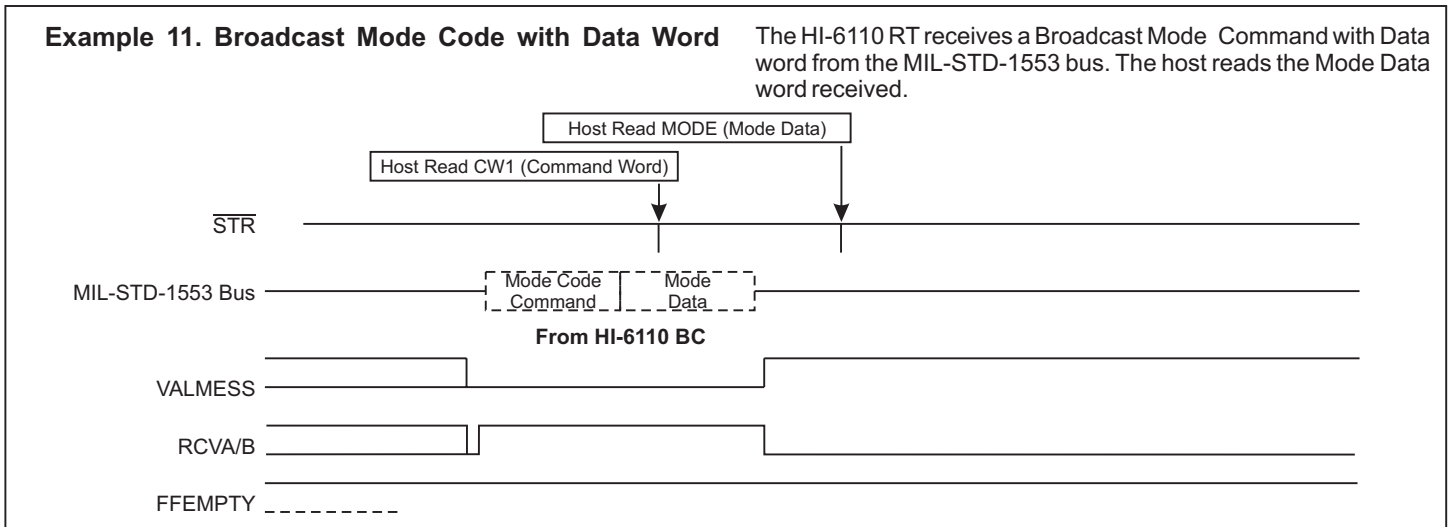 Example 11. Broadcast Mode Code with Data Word
The HI-6110 RT receives a Broadcast Mode Command with Data
word from the MIL-STD-1553 bus. The host reads the Mode Data
word received.
Host Read MODE (Mode Data)
Host Read CW1 (Command Word)
STR
MIL-STD-1553 Bus
Mode Code
Command
Mode
Data
From HI-6110 BC
VALMESS
RCVA/B
FFEMPTY